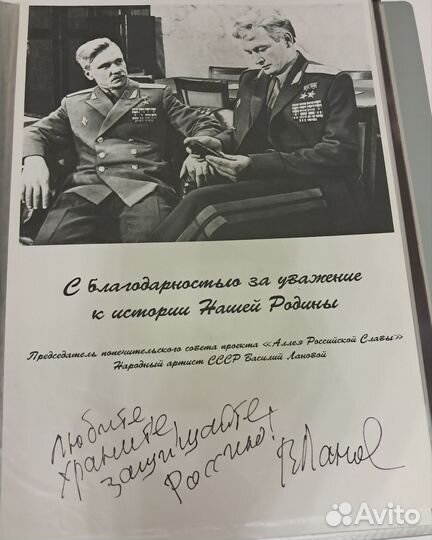 С благодарностью за уважение
к истории Нашей Родины
Председатель попечительского совета проекта «Аллея Российской Славы»
Народный артист СССР Василий Лановой
Любите,
храните,
защищайте
Россию!
ВЛанов
Avito